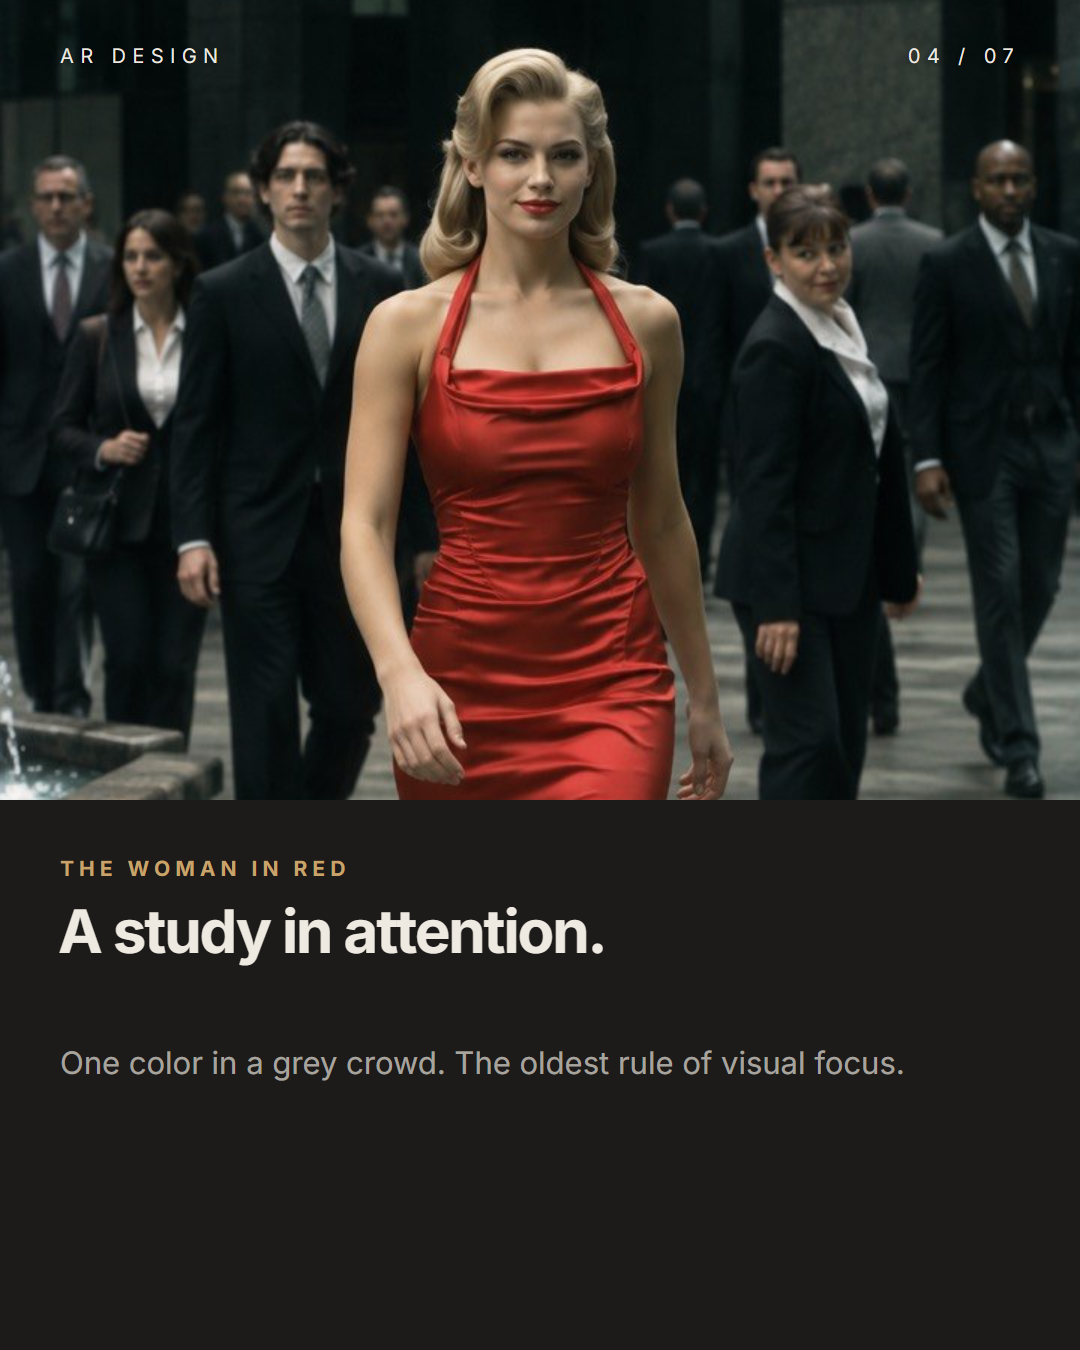 AR DESIGN
04 / 07
THE WOMAN IN RED
A study in attention.
One color in a grey crowd. The oldest rule of visual focus.